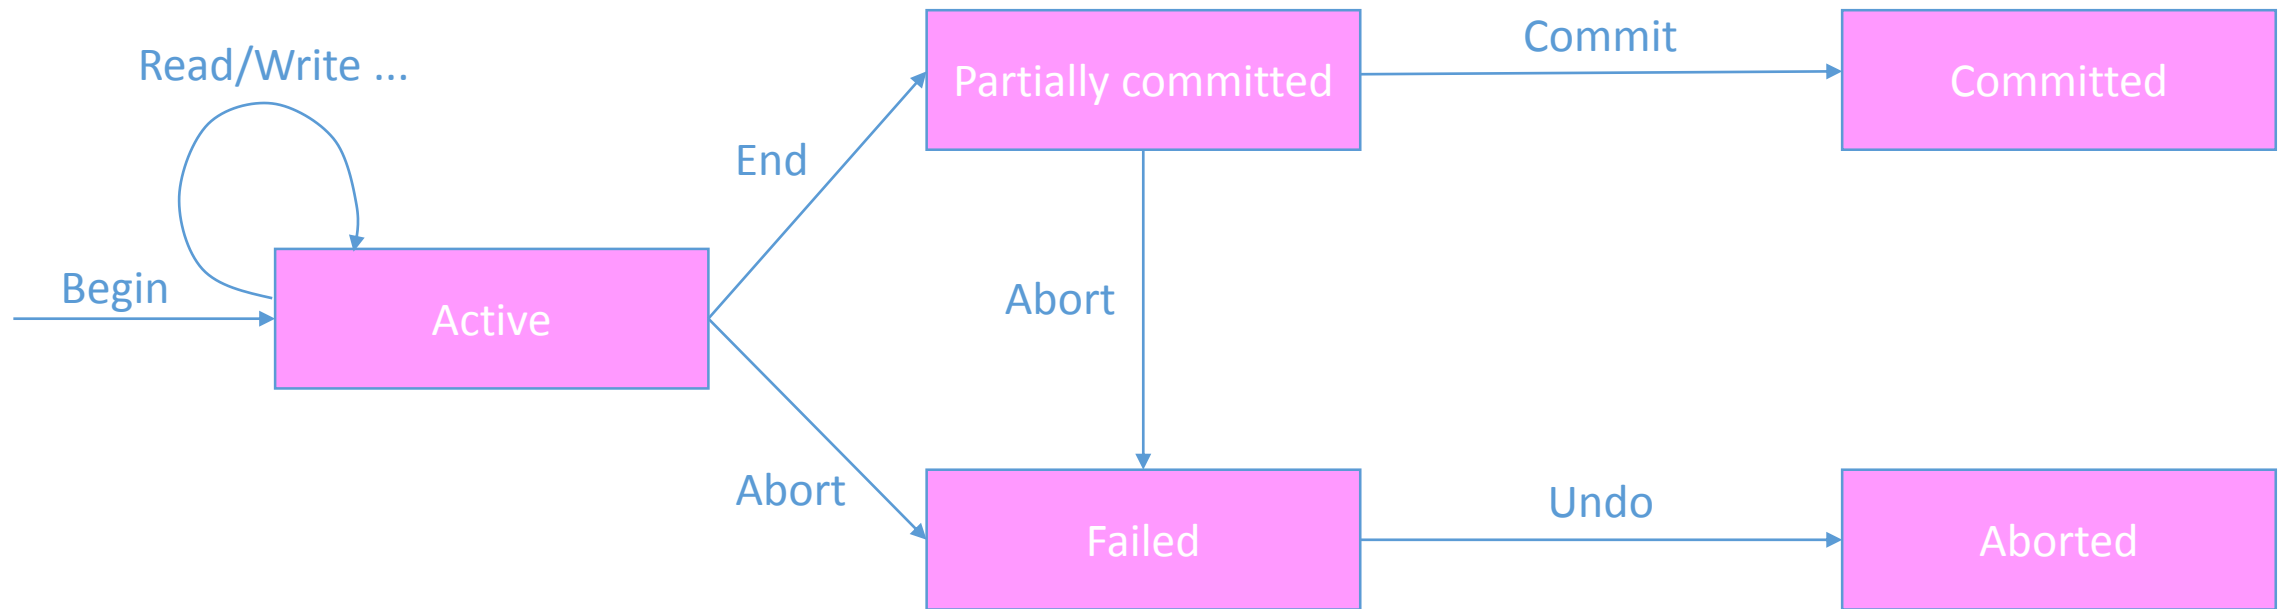 Read/Write ...
Begin
Active
End
Abort
Partially committed
Abort
Failed
Commit
Committed
Undo
Aborted